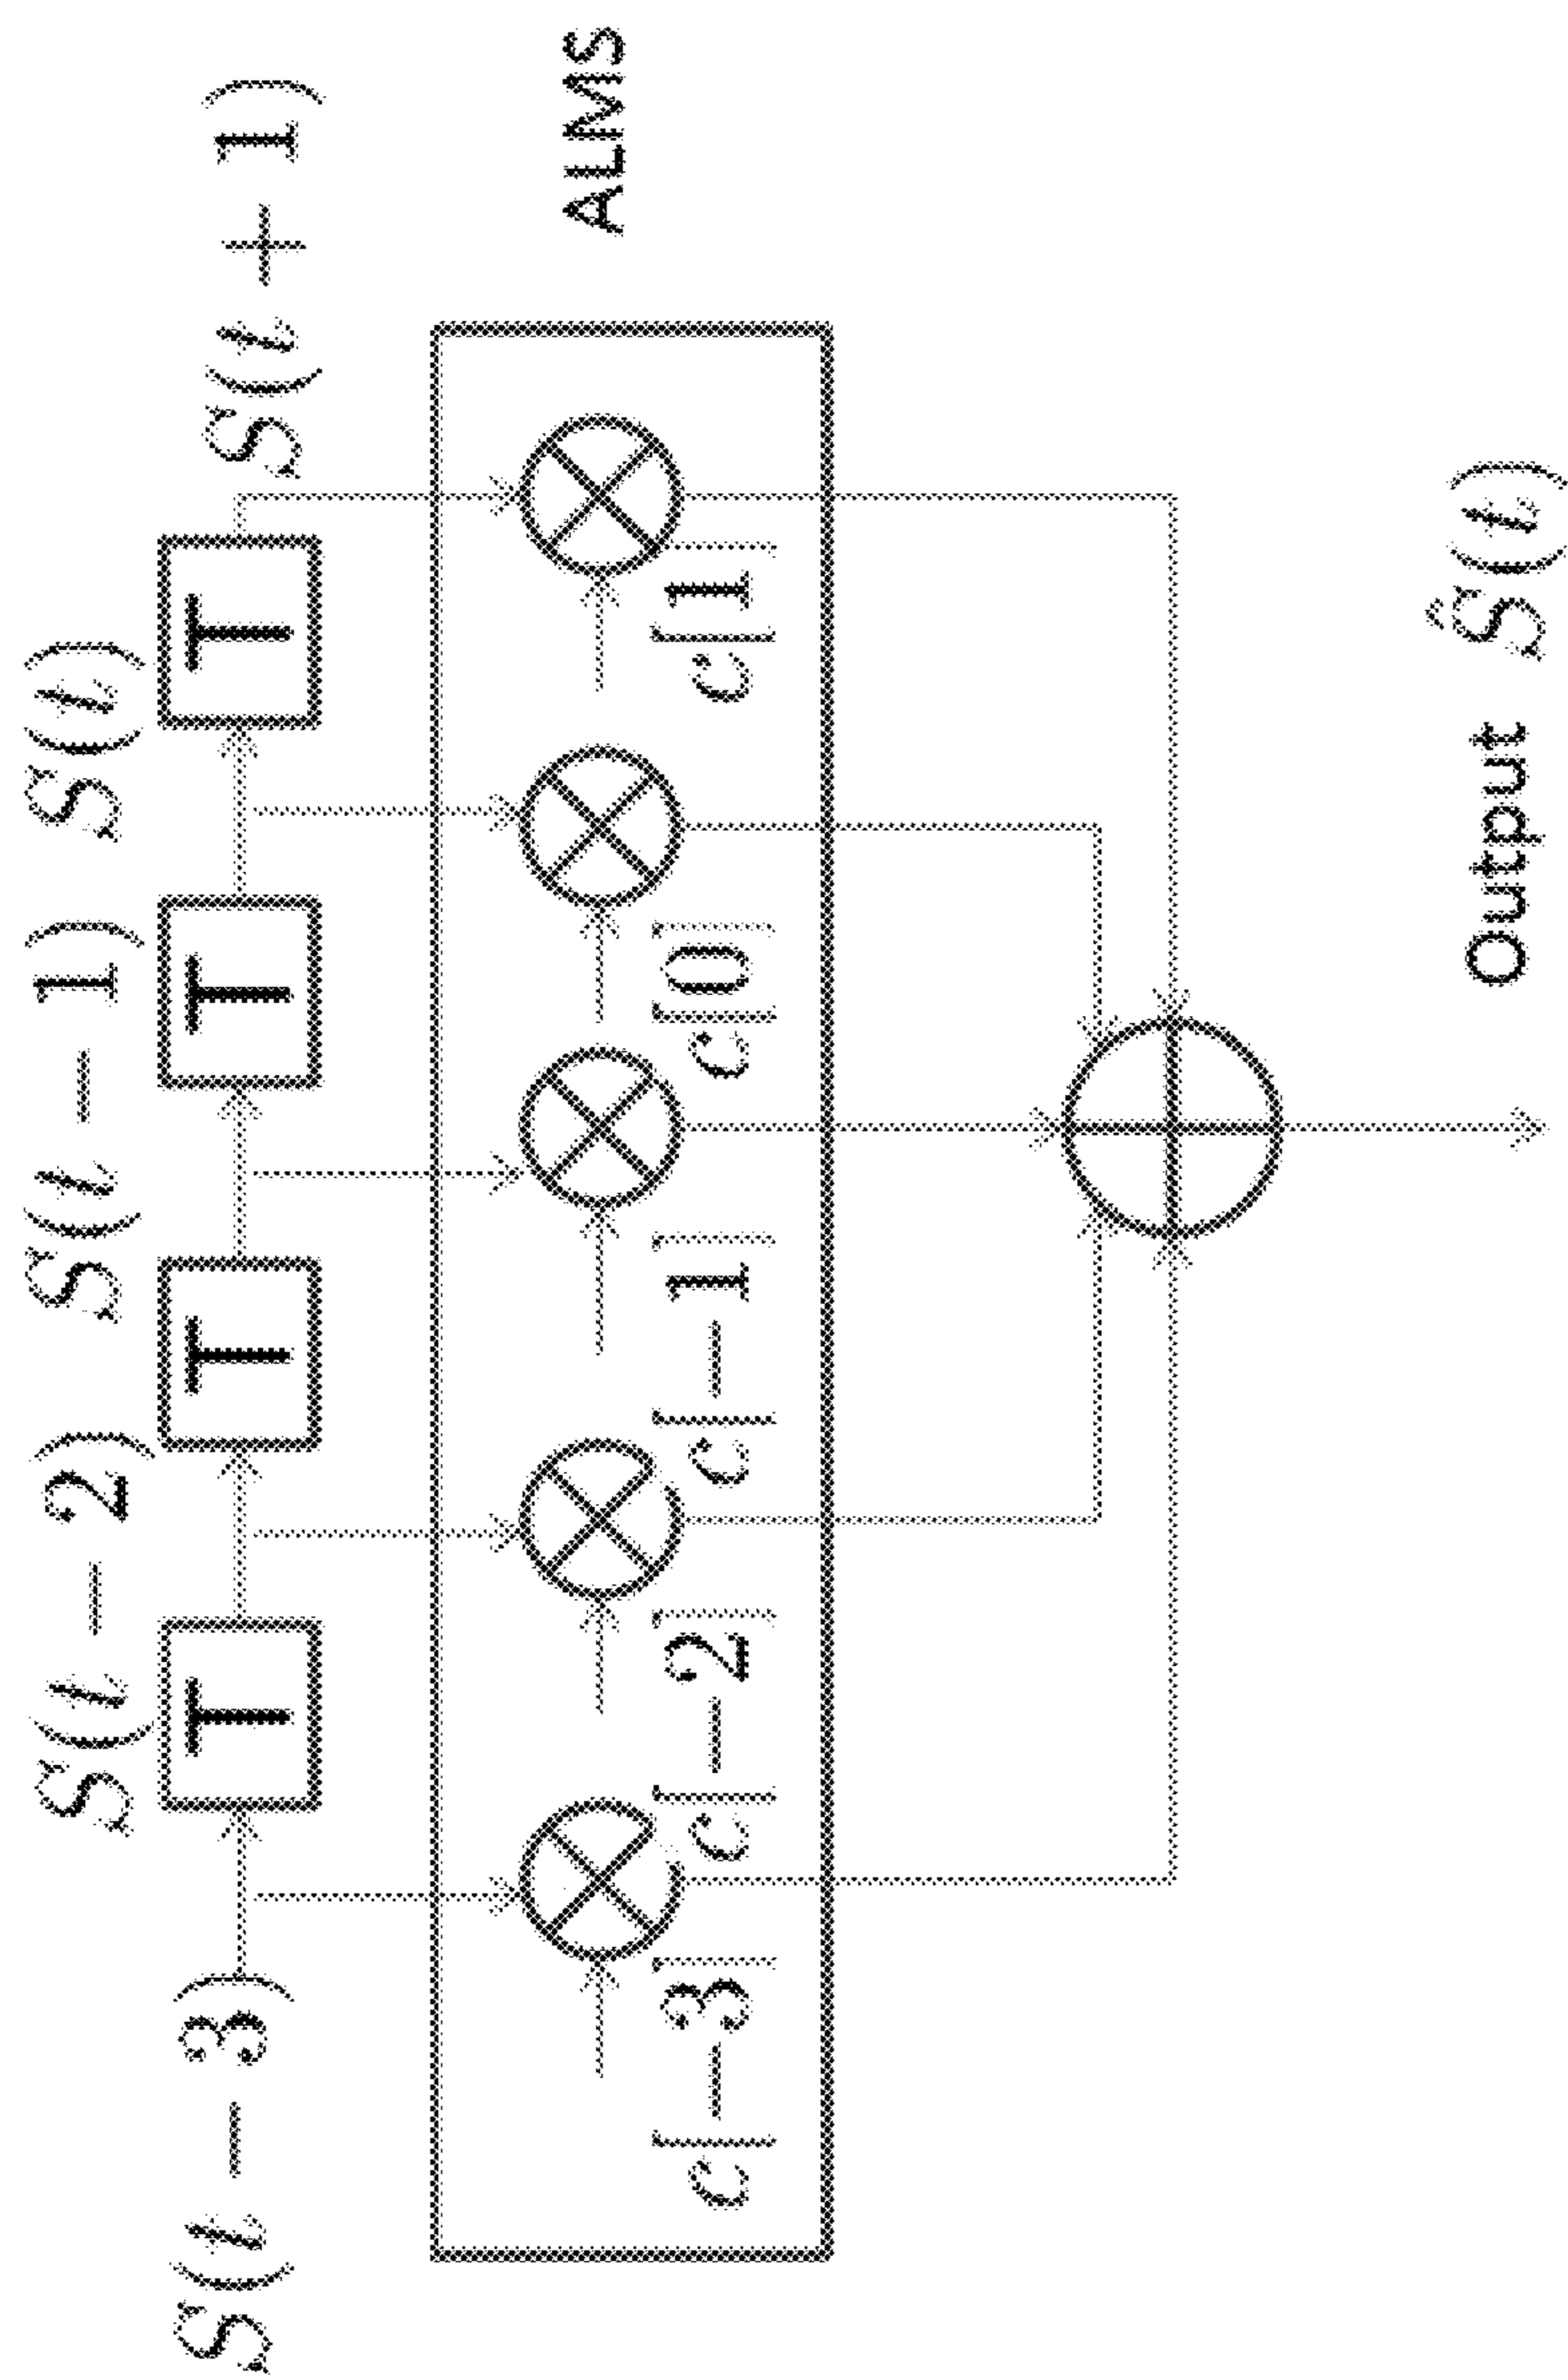 S(t − 3) S(t − 2) S(t − 1) S(t) S(t + 1)
T T T T
ALMS
c[−3] c[−2] c[−1] c[0] c[1]
Output Ŝ(t)